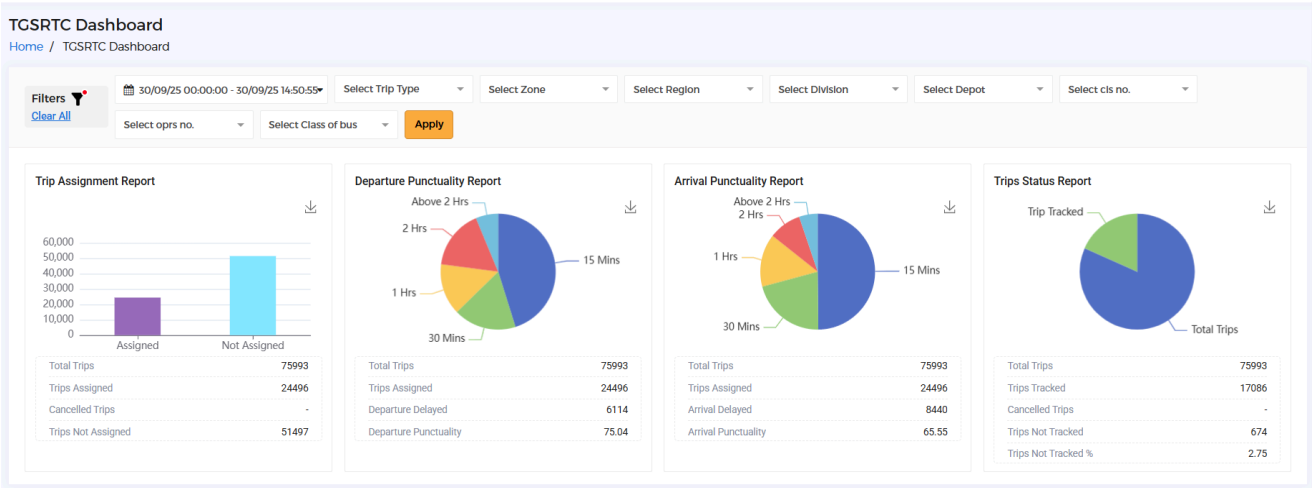 TGSRTC Dashboard
Home / TGSRTC Dashboard
Filters
Clear All
30/09/25 00:00:00 - 30/09/25 14:50:55
Select Trip Type
Select Zone
Select Region
Select Division
Select Depot
Select cls no.
Select oprs no.
Select Class of bus
Apply
Trip Assignment Report
60,000
50,000
40,000
30,000
20,000
10,000
0
Assigned Not Assigned
Total Trips 75993
Trips Assigned 24496
Cancelled Trips -
Trips Not Assigned 51497
Departure Punctuality Report
Above 2 Hrs
2 Hrs
15 Mins
1 Hrs
30 Mins
Total Trips 75993
Trips Assigned 24496
Departure Delayed 6114
Departure Punctuality 75.04
Arrival Punctuality Report
Above 2 Hrs
2 Hrs
1 Hrs
15 Mins
30 Mins
Total Trips 75993
Trips Assigned 24496
Arrival Delayed 8440
Arrival Punctuality 65.55
Trips Status Report
Trip Tracked
Total Trips
Total Trips 75993
Trips Tracked 17086
Cancelled Trips -
Trips Not Tracked 674
Trips Not Tracked % 2.75